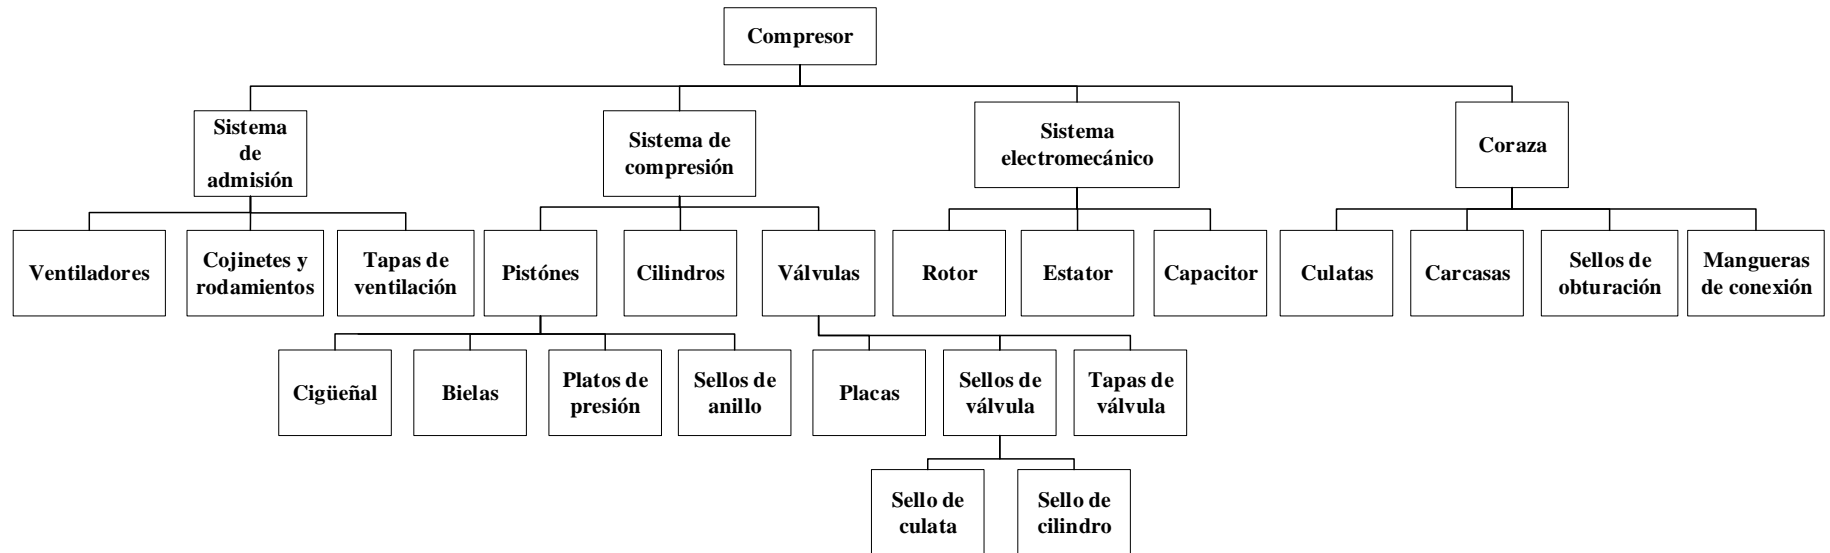 Compresor
Sistema
de
admisión
Sistema de
compresión
Sistema
electromecánico
Coraza
Ventiladores
Cojinetes y
rodamientos
Tapas de
ventilación
Pistónes
Cilindros
Válvulas
Rotor
Estator
Capacitor
Culatas
Carcasas
Sellos de
obturación
Mangueras
de conexión
Cigüeñal
Bielas
Platos de
presión
Sellos de
anillo
Placas
Sellos de
válvula
Tapas de
válvula
Sello de
culata
Sello de
cilindro